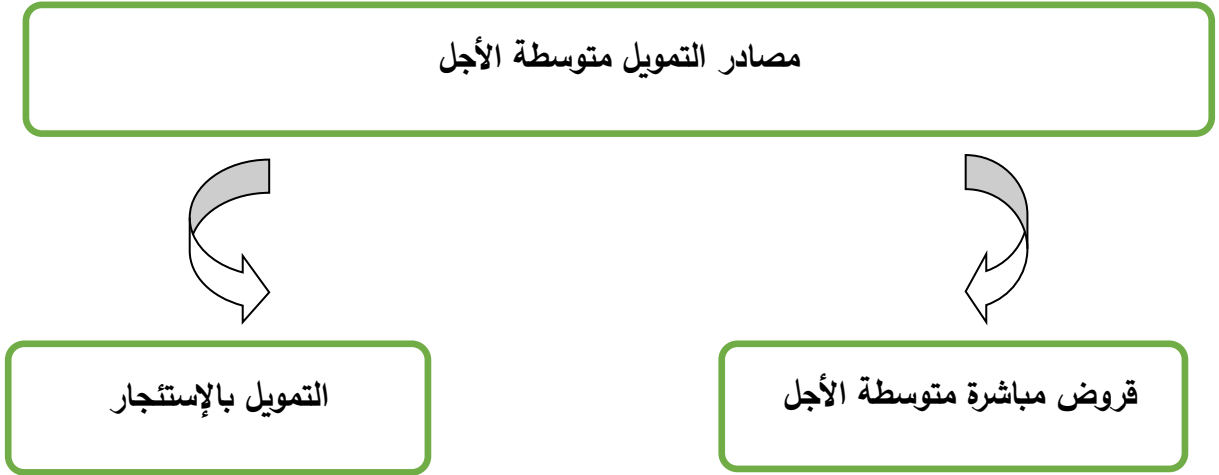 مصادر التمويل متوسطة الأجل
قروض مباشرة متوسطة الأجل
التمويل بالإستئجار